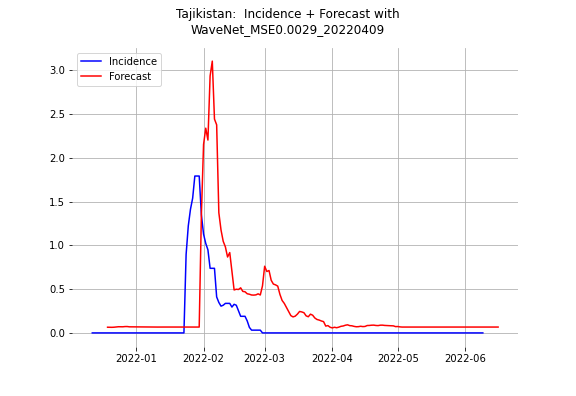 Tajikistan:  Incidence + Forecast with
WaveNet_MSE0.0029_20220409
Incidence
Forecast
3.0
2.5
2.0
1.5
1.0
0.5
0.0
2022-01 2022-02 2022-03 2022-04 2022-05 2022-06